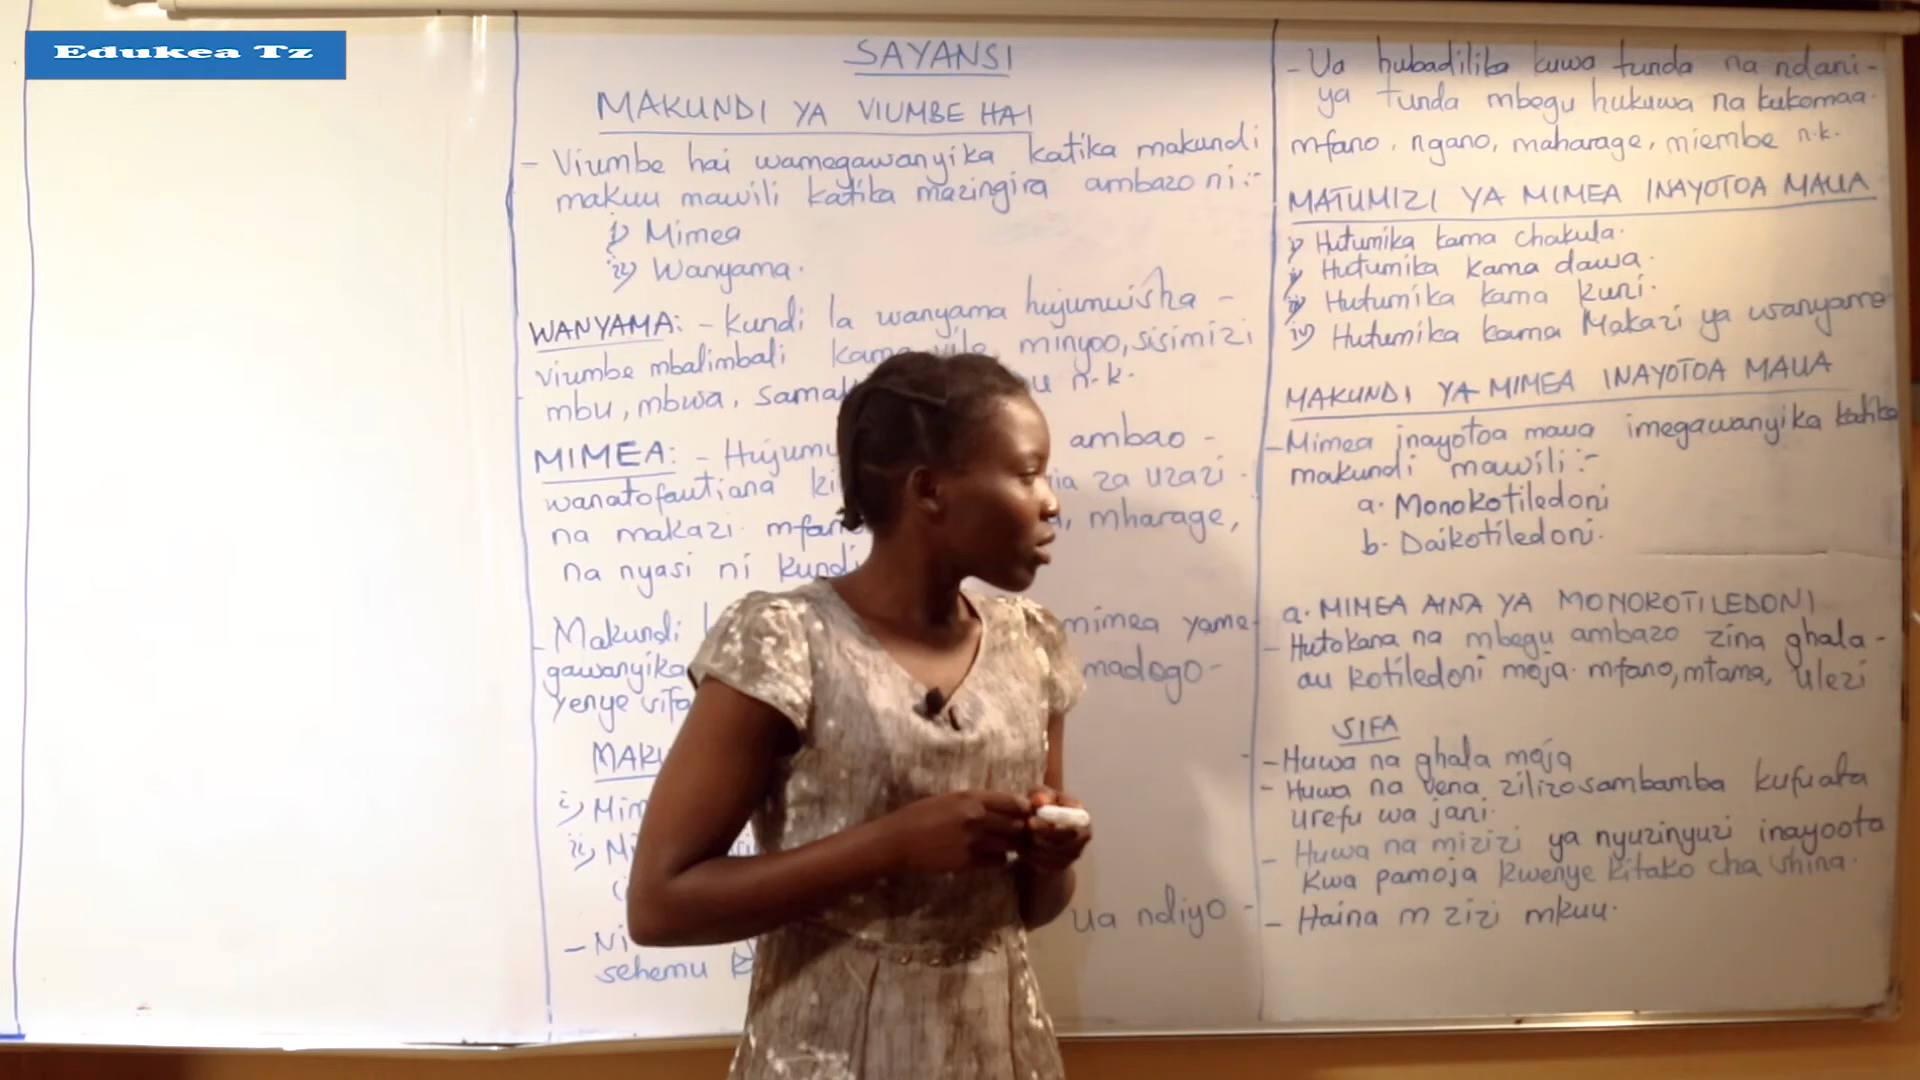 Edukea Tz
SAYANSI
MAKUNDI YA VIUMBE HAI
- Viumbe hai wamegawanyika katika makundi
makuu mawili katika mazingira ambazo ni:-
i) Mimea
ii) Wanyama.
WANYAMA: - Kundi la wanyama hujumuisha -
viumbe mbalimbali kama vile, minyoo, sisimizi
mbu, mbwa, n.k.
MIMEA: - ambao -
wanatofautiana za uzazi.
na makazi. mharage,
na nyasi ni
- Makundi mimea yame-
gawanyika madogo -
yenye
i)
ii)
- Ni Ua ndiyo -
sehemu
- Ua hubadilika kuwa tunda na ndani -
ya tunda mbegu hukuwa na kukomaa.
mfano, ngano, maharage, miembe n.k.
MATUMIZI YA MIMEA INAYOTOA MAUA
i) Hutumika kama chakula.
ii) Hutumika kama dawa.
iii) Hutumika kama kuni.
iv) Hutumika kama Makazi ya wanyama
MAKUNDI YA MIMEA INAYOTOA MAUA
- Mimea inayotoa maua imegawanyika katika
makundi mawili:-
a. Monokotiledoni
b. Daikotiledoni.
a. MIMEA AINA YA MONOKOTILEDONI
- Hutokana na mbegu ambazo zina ghala -
au kotiledoni moja. mfano, mtama, ulezi
SIFA
- Huwa na ghala moja
- Huwa na vena zilizosambamba kufuata
urefu wa jani.
- Huwa na mizizi ya nyuzinyuzi inayoota
kwa pamoja kwenye kitako cha shina.
- Haina mzizi mkuu.